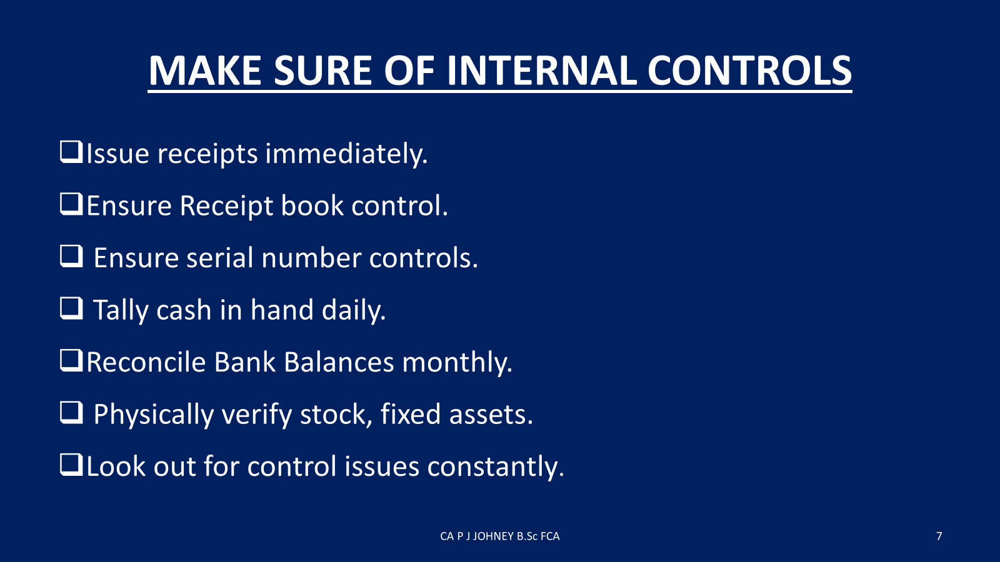 MAKE SURE OF INTERNAL CONTROLS
❑Issue receipts immediately.
❑Ensure Receipt book control.
❑ Ensure serial number controls.
❑ Tally cash in hand daily.
❑Reconcile Bank Balances monthly.
❑ Physically verify stock, fixed assets.
❑Look out for control issues constantly.
CA P J JOHNEY B.Sc FCA
7